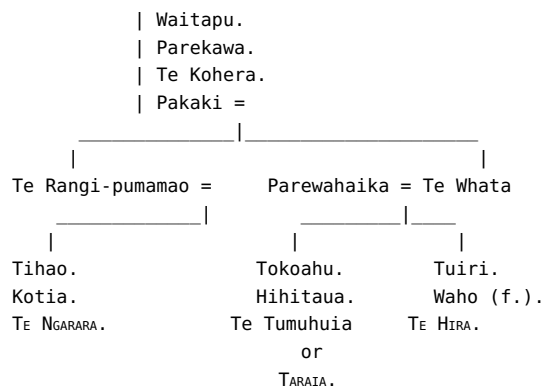 | Waitapu.
| Parekawa.
| Te Kohera.
| Pakaki =
Te Rangi-pumamao = Parewahaika = Te Whata
Tihao. Tokoahu. Tuiri.
Kotia. Hihitaua. Waho (f.).
Te Ngarara. Te Tumuhuia Te Hira.
or
Taraia.